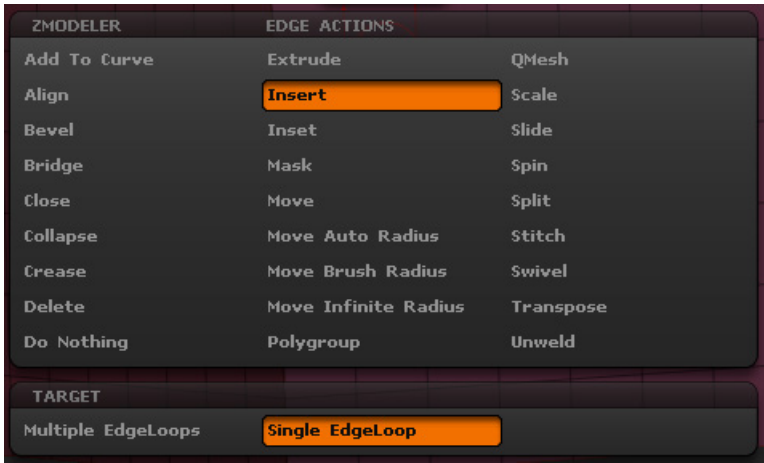 ZMODELER EDGE ACTIONS
Add To Curve Extrude QMesh
Align Insert Scale
Bevel Inset Slide
Bridge Mask Spin
Close Move Split
Collapse Move Auto Radius Stitch
Crease Move Brush Radius Swivel
Delete Move Infinite Radius Transpose
Do Nothing Polygroup Unweld
TARGET
Multiple EdgeLoops Single EdgeLoop